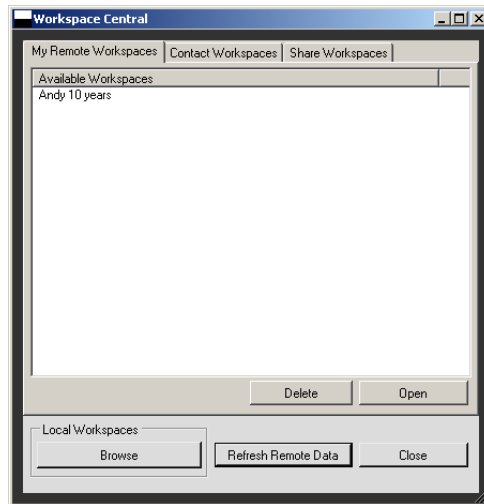 Workspace Central
My Remote Workspaces Contact Workspaces Share Workspaces
Available Workspaces
Andy 10 years
Delete Open
Local Workspaces
Browse Refresh Remote Data Close